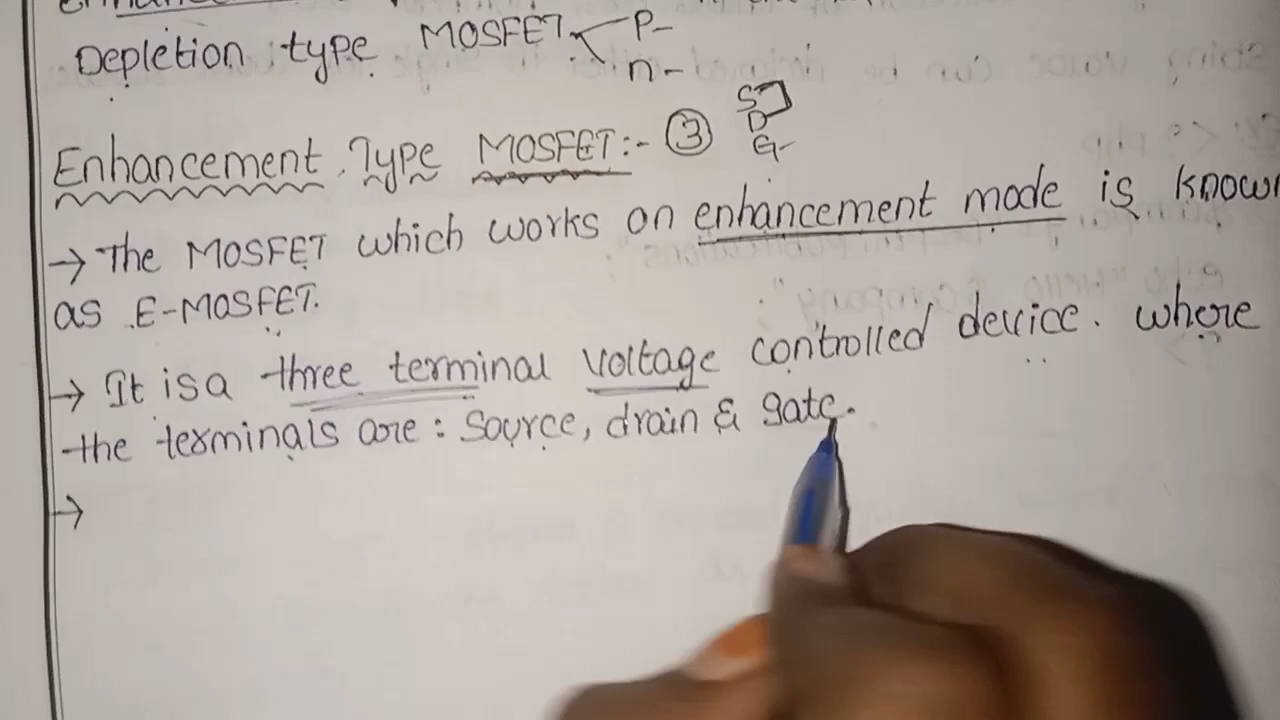 Depletion type MOSFET P-
n-
Enhancement Type MOSFET:- ③ S
D
G-
→ The MOSFET which works on enhancement mode is known
as E-MOSFET.
→ It is a three terminal voltage controlled device. where
the terminals are: Source, drain & gate.
→